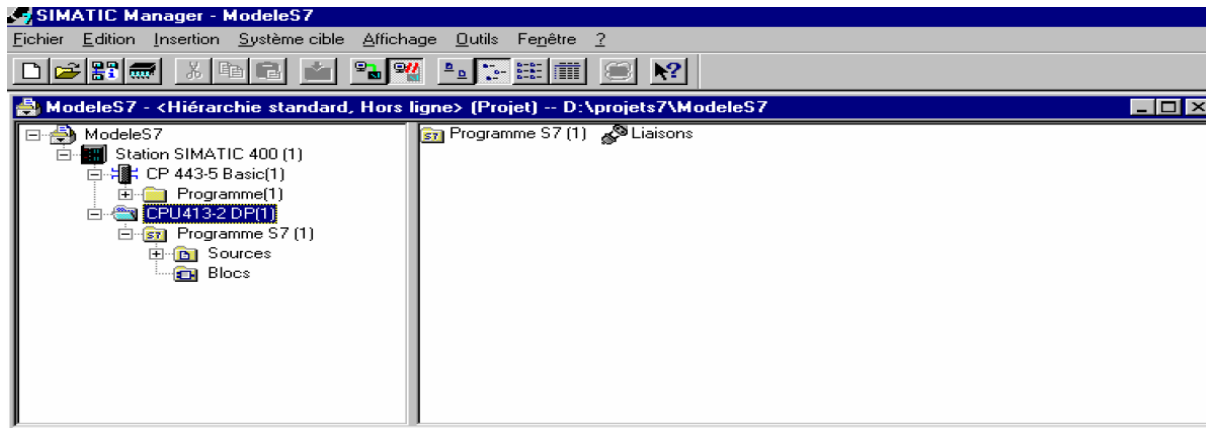 SIMATIC Manager - ModeleS7
Fichier Edition Insertion Système cible Affichage Outils Fenêtre ?
ModeleS7 - <Hiérarchie standard, Hors ligne> (Projet) -- D:\projets7\ModeleS7
ModeleS7
Station SIMATIC 400 (1)
CP 443-5 Basic(1)
Programme(1)
CPU413-2 DP(1)
Programme S7 (1)
Sources
Blocs
Programme S7 (1) Liaisons